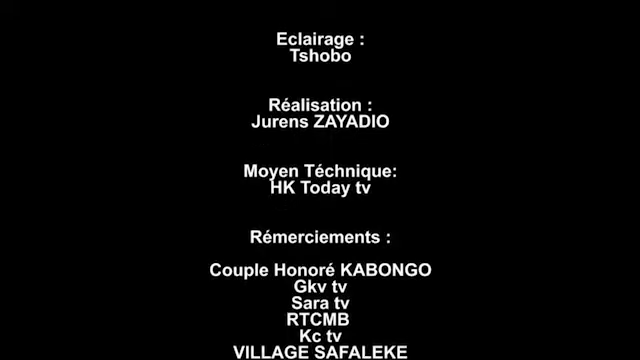 Eclairage :
Tshobo
Réalisation :
Jurens ZAYADIO
Moyen Téchnique:
HK Today tv
Rémerciements :
Couple Honoré KABONGO
Gkv tv
Sara tv
RTCMB
Kc tv
VILLAGE SAFALEKE